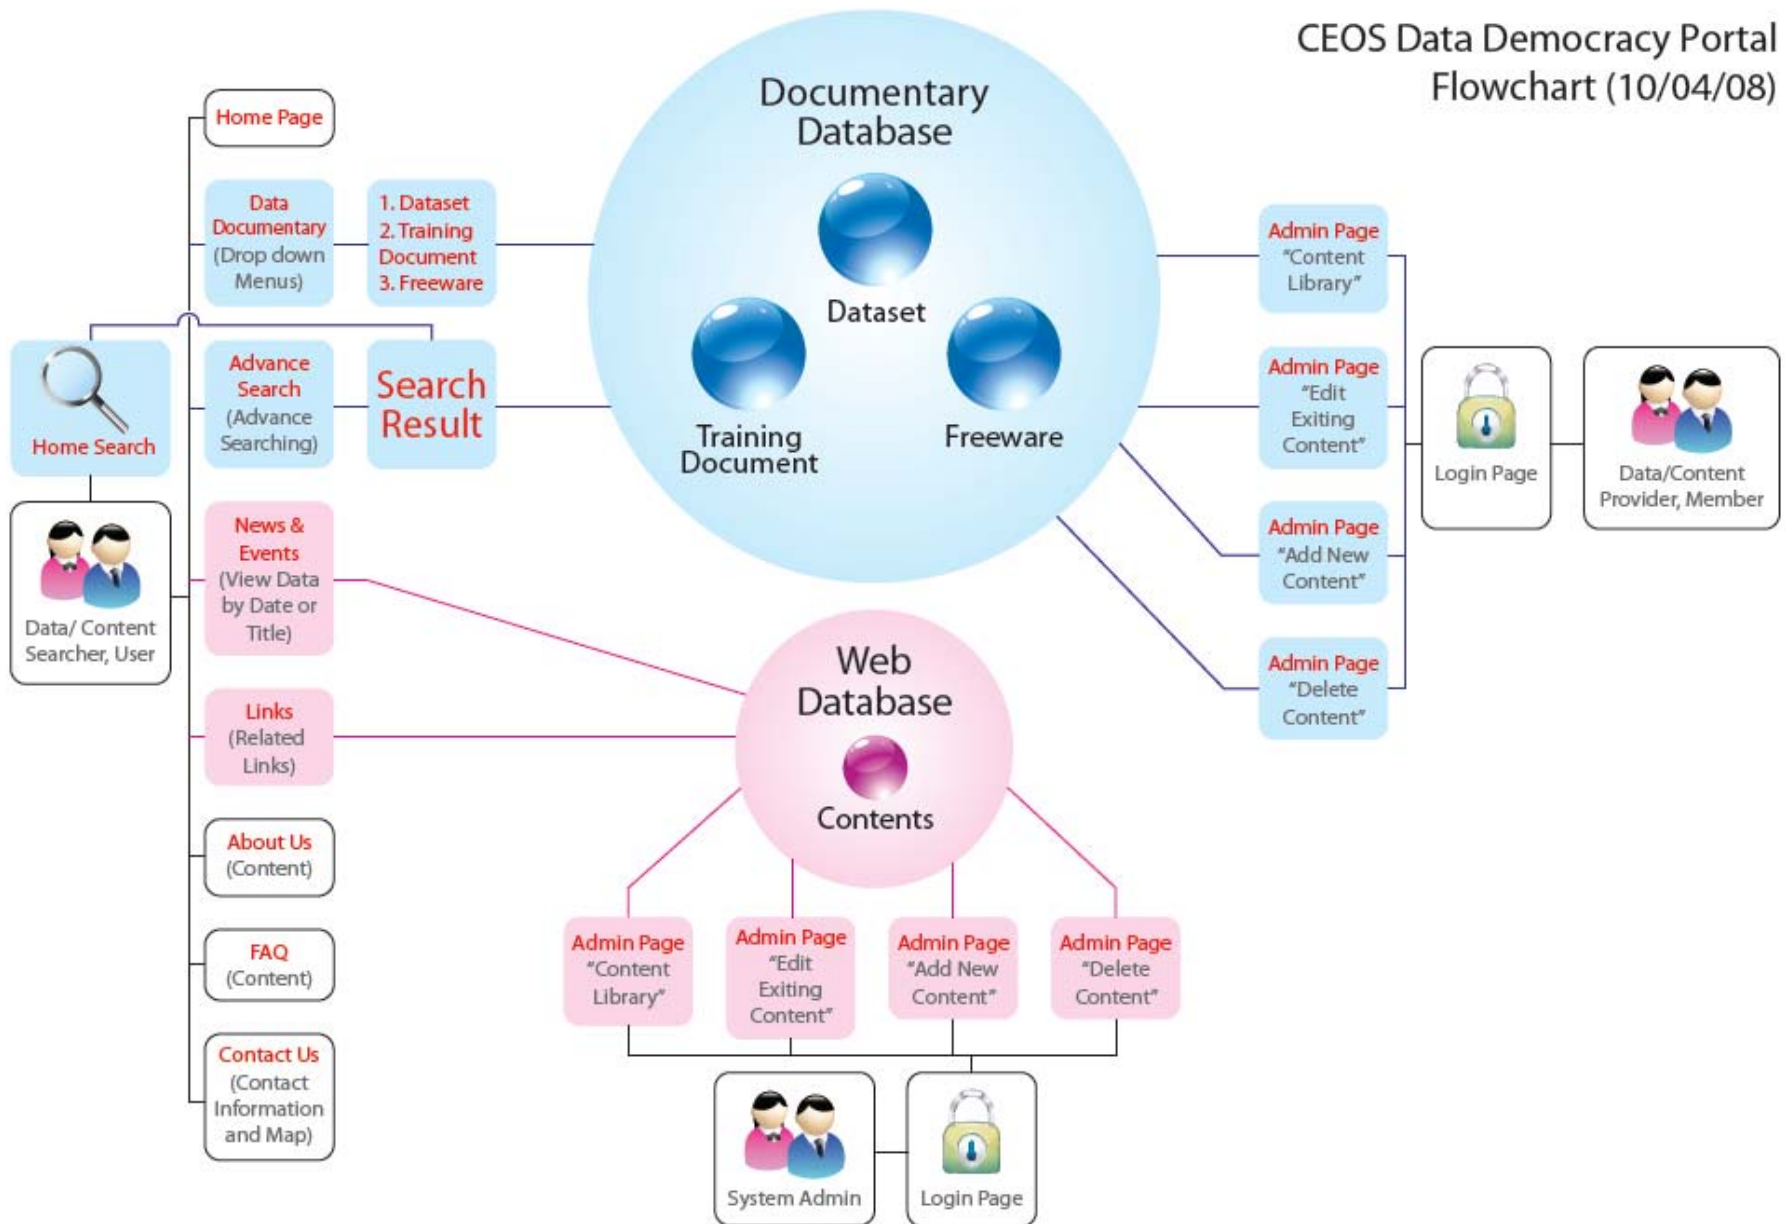 CEOS Data Democracy Portal
Flowchart (10/04/08)
Home Page
Data
Documentary
(Drop down
Menus)
1. Dataset
2. Training
Document
3. Freeware
Home Search
Advance
Search
(Advance
Searching)
Search
Result
Data/ Content
Searcher, User
News &
Events
(View Data
by Date or
Title)
Links
(Related
Links)
About Us
(Content)
FAQ
(Content)
Contact Us
(Contact
Information
and Map)
Documentary
Database
Dataset
Training
Document
Freeware
Web
Database
Contents
Admin Page
"Content
Library"
Admin Page
"Edit
Exiting
Content"
Admin Page
"Add New
Content"
Admin Page
"Delete
Content"
Login Page
Data/Content
Provider, Member
Admin Page
"Content
Library"
Admin Page
"Edit
Exiting
Content"
Admin Page
"Add New
Content"
Admin Page
"Delete
Content"
System Admin
Login Page